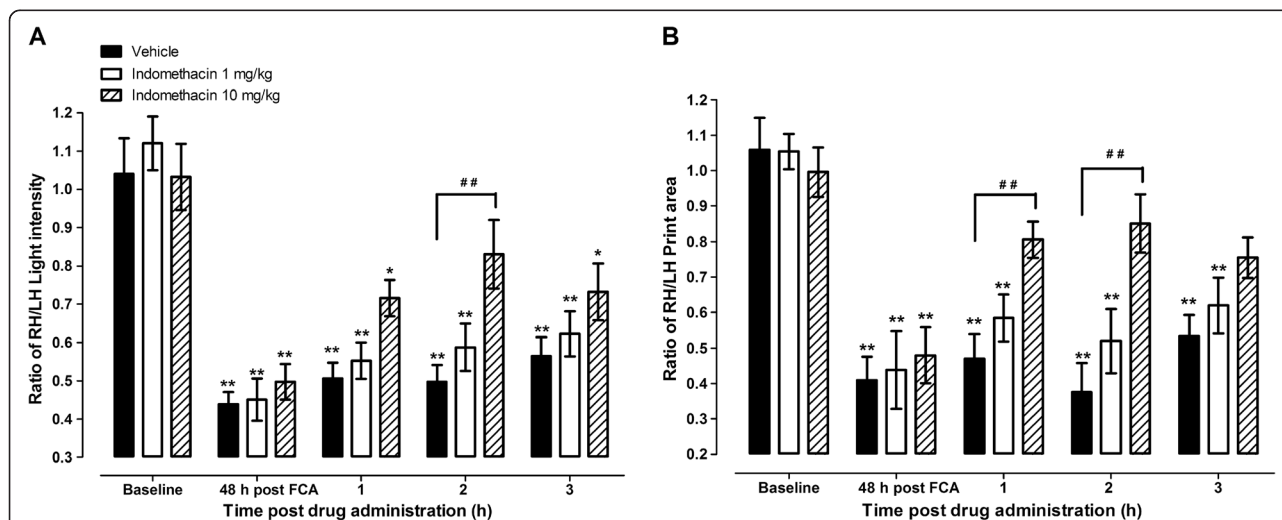 A
Vehicle
Indomethacin 1 mg/kg
Indomethacin 10 mg/kg
Ratio of RH/LH Light intensity
1.2
1.1
1.0
0.9
0.8
0.7
0.6
0.5
0.4
0.3
** ** **
** ** *
** ** ##
** ** *
Baseline 48 h post FCA 1 2 3
Time post drug administration (h)
B
Ratio of RH/LH Print area
1.2
1.1
1.0
0.9
0.8
0.7
0.6
0.5
0.4
0.3
0.2
** ** **
** ** ##
** ** ##
** **
Baseline 48 h post FCA 1 2 3
Time post drug administration (h)